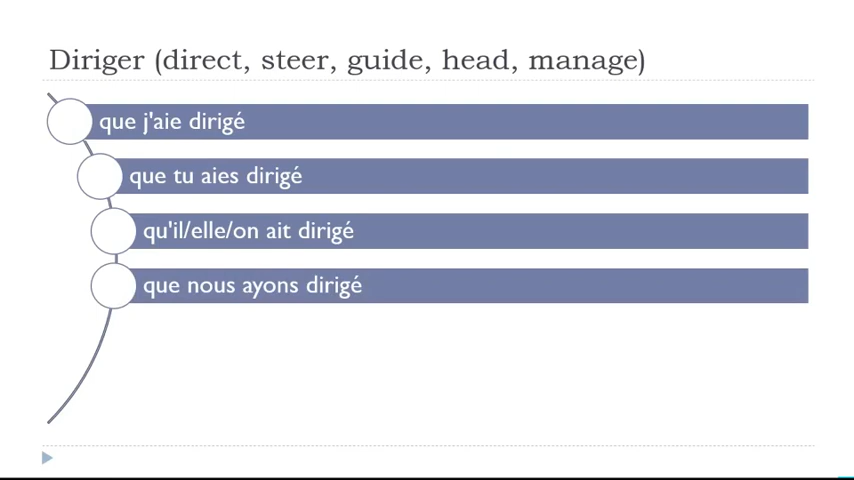 Diriger (direct, steer, guide, head, manage)
que j'aie dirigé
que tu aies dirigé
qu'il/elle/on ait dirigé
que nous ayons dirigé